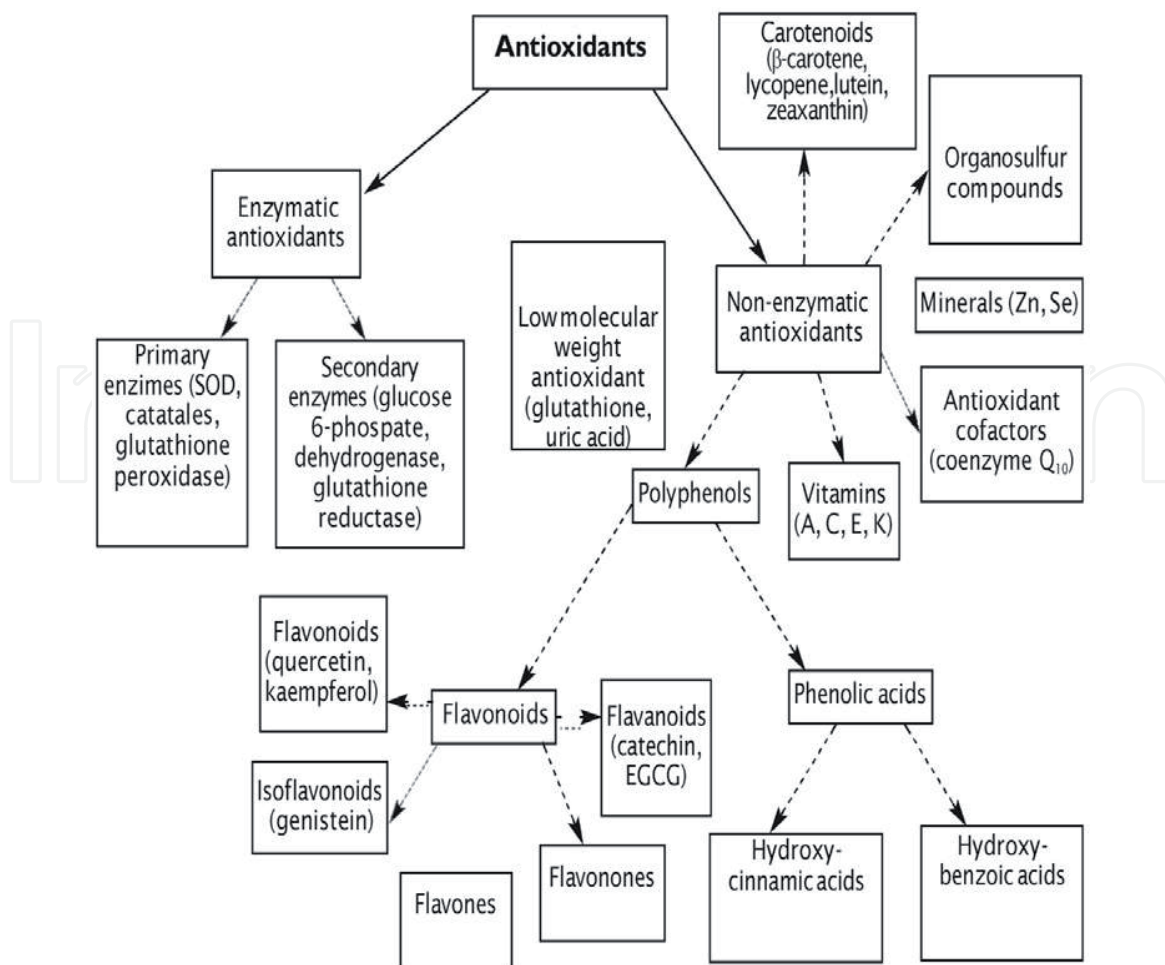 Antioxidants
Carotenoids
(β-carotene,
lycopene,lutein,
zeaxanthin)
Organosulfur
compounds
Enzymatic
antioxidants
Low molecular
weight
antioxidant
(glutathione,
uric acid)
Non-enzymatic
antioxidants
Minerals (Zn, Se)
Primary
enzimes (SOD,
catatales,
glutathione
peroxidase)
Secondary
enzymes (glucose
6-phospate,
dehydrogenase,
glutathione
reductase)
Antioxidant
cofactors
(coenzyme Q₁₀)
Polyphenols
Vitamins
(A, C, E, K)
Flavonoids
(quercetin,
kaempferol)
Flavonoids
Flavanoids
(catechin,
EGCG)
Phenolic acids
Isoflavonoids
(genistein)
Flavones
Flavonones
Hydroxy-
cinnamic acids
Hydroxy-
benzoic acids